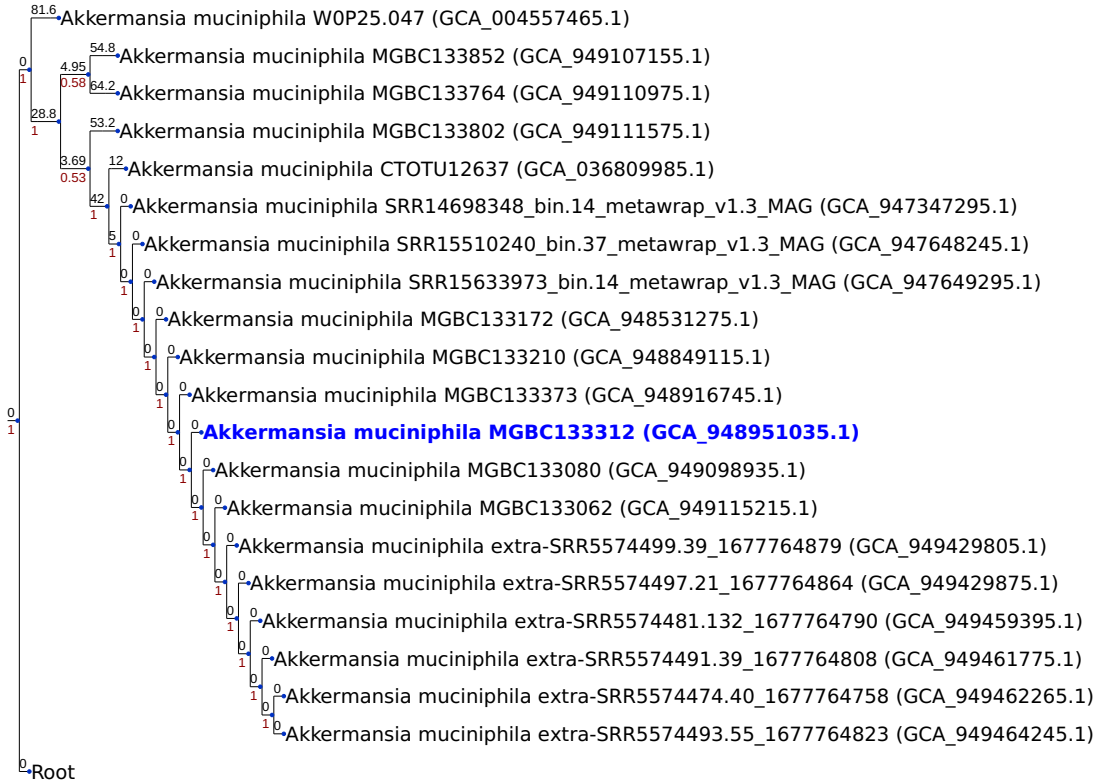 81.6 Akkermansia muciniphila W0P25.047 (GCA_004557465.1)
54.8 Akkermansia muciniphila MGBC133852 (GCA_949107155.1)
0 4.95
1 0.58
64.2 Akkermansia muciniphila MGBC133764 (GCA_949110975.1)
28.8
1
53.2 Akkermansia muciniphila MGBC133802 (GCA_949111575.1)
3.69 12 Akkermansia muciniphila CTOTU12637 (GCA_036809985.1)
0.53
42 0 Akkermansia muciniphila SRR14698348_bin.14_metawrap_v1.3_MAG (GCA_947347295.1)
1
5 0 Akkermansia muciniphila SRR15510240_bin.37_metawrap_v1.3_MAG (GCA_947648245.1)
1
0 0 Akkermansia muciniphila SRR15633973_bin.14_metawrap_v1.3_MAG (GCA_947649295.1)
1
0 0 Akkermansia muciniphila MGBC133172 (GCA_948531275.1)
1
0 0 Akkermansia muciniphila MGBC133210 (GCA_948849115.1)
1
0 0 Akkermansia muciniphila MGBC133373 (GCA_948916745.1)
1
0
1
0 0 Akkermansia muciniphila MGBC133312 (GCA_948951035.1)
1
0 0 Akkermansia muciniphila MGBC133080 (GCA_949098935.1)
1
0 0 Akkermansia muciniphila MGBC133062 (GCA_949115215.1)
1
0 0 Akkermansia muciniphila extra-SRR5574499.39_1677764879 (GCA_949429805.1)
1
0 0 Akkermansia muciniphila extra-SRR5574497.21_1677764864 (GCA_949429875.1)
1
0 0 Akkermansia muciniphila extra-SRR5574481.132_1677764790 (GCA_949459395.1)
1
0 0 Akkermansia muciniphila extra-SRR5574491.39_1677764808 (GCA_949461775.1)
1
0 0 Akkermansia muciniphila extra-SRR5574474.40_1677764758 (GCA_949462265.1)
1
0 0 Akkermansia muciniphila extra-SRR5574493.55_1677764823 (GCA_949464245.1)
1
0 Root